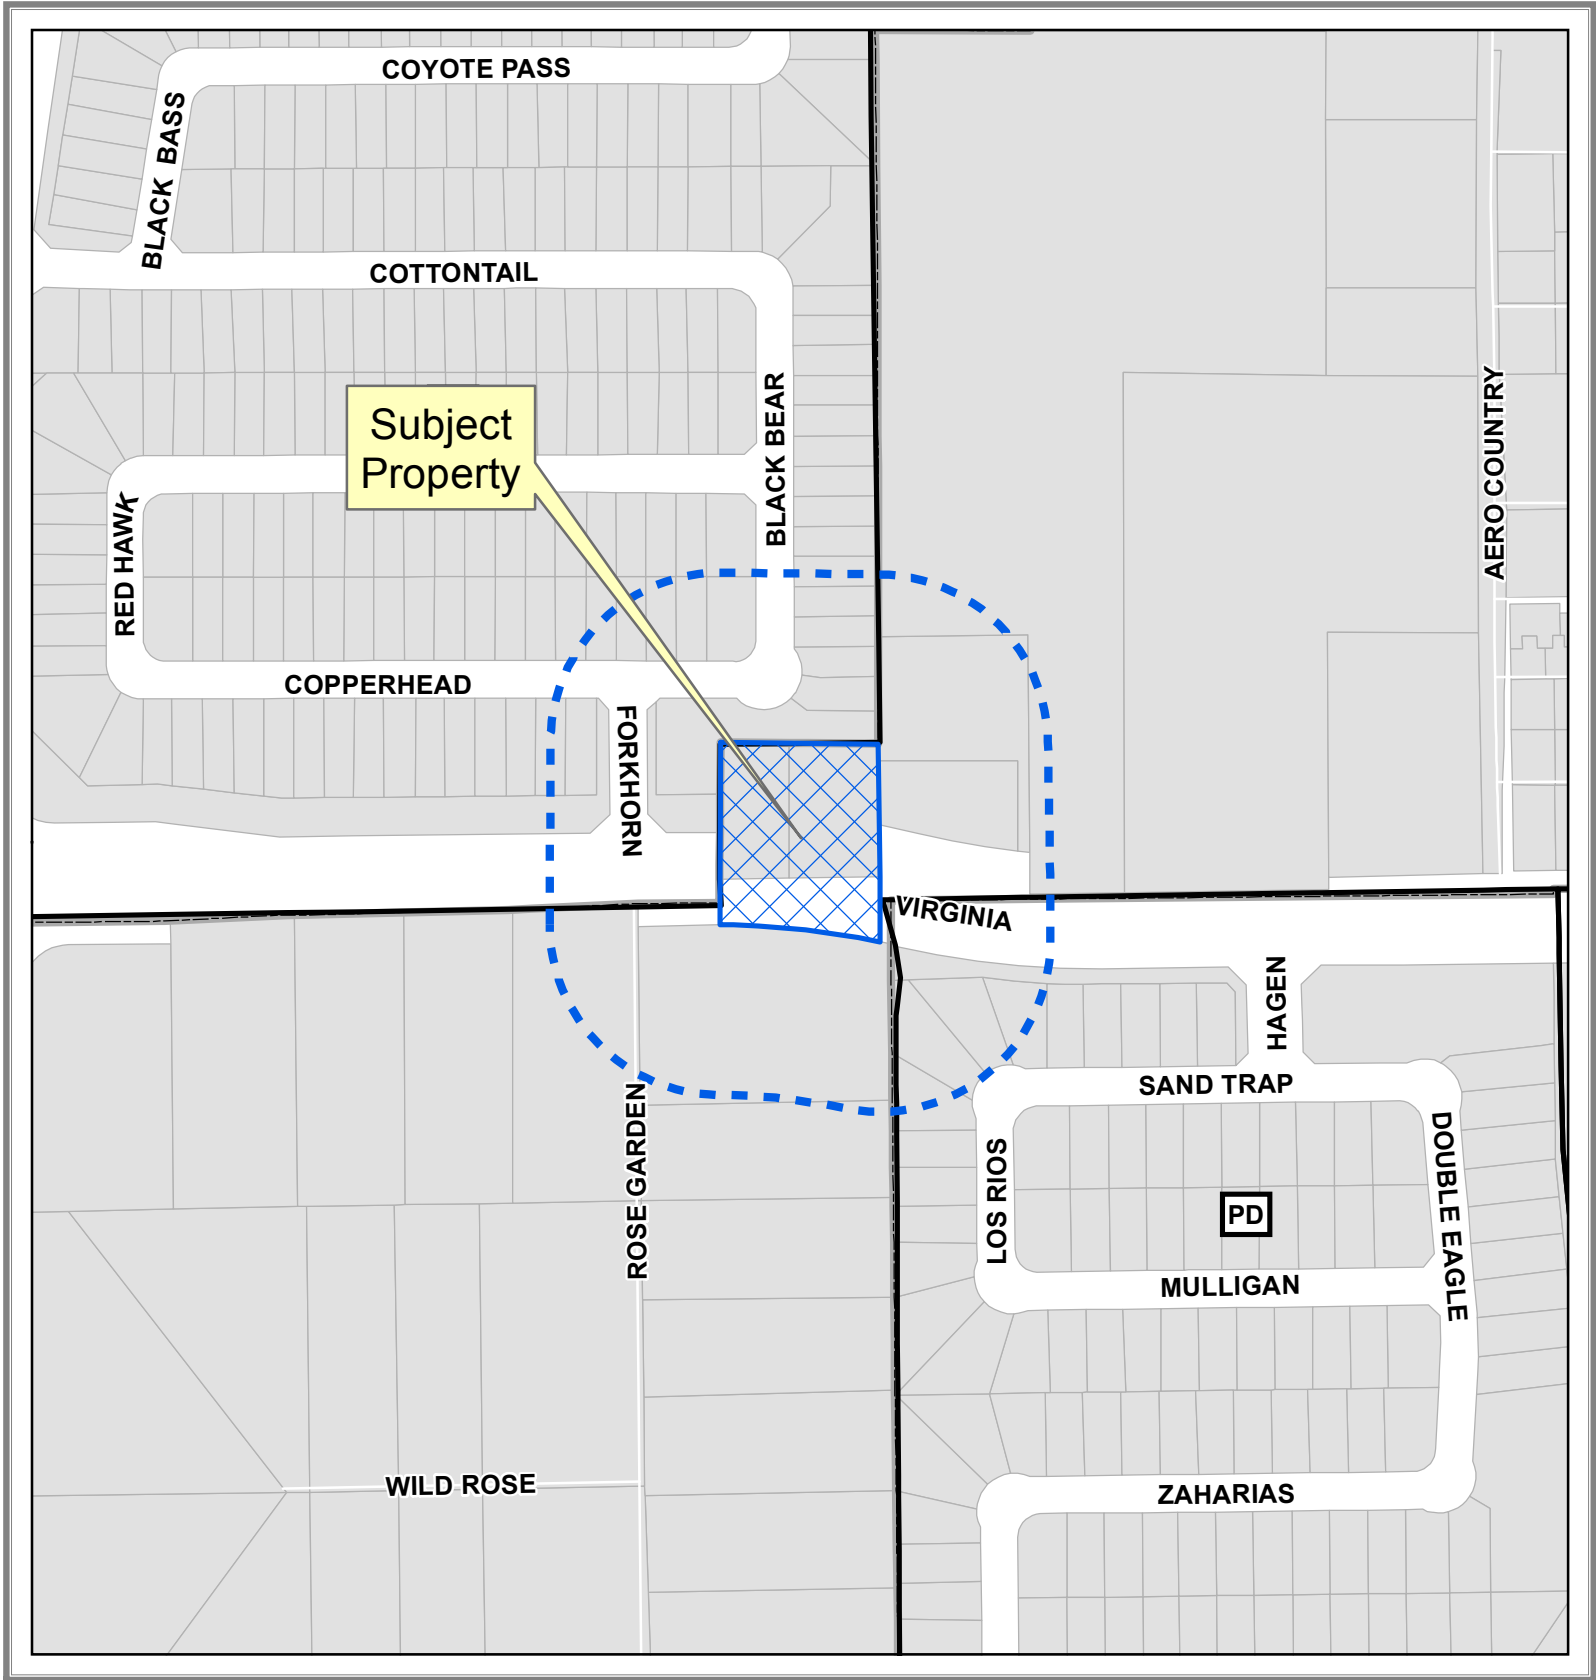 COYOTE PASS
BLACK BASS
COTTONTAIL
Subject
Property
BLACK BEAR
AERO COUNTRY
RED HAWK
COPPERHEAD
FORKHORN
VIRGINIA
HAGEN
SAND TRAP
ROSE GARDEN
LOS RIOS
DOUBLE EAGLE
PD
MULLIGAN
WILD ROSE
ZAHARIAS